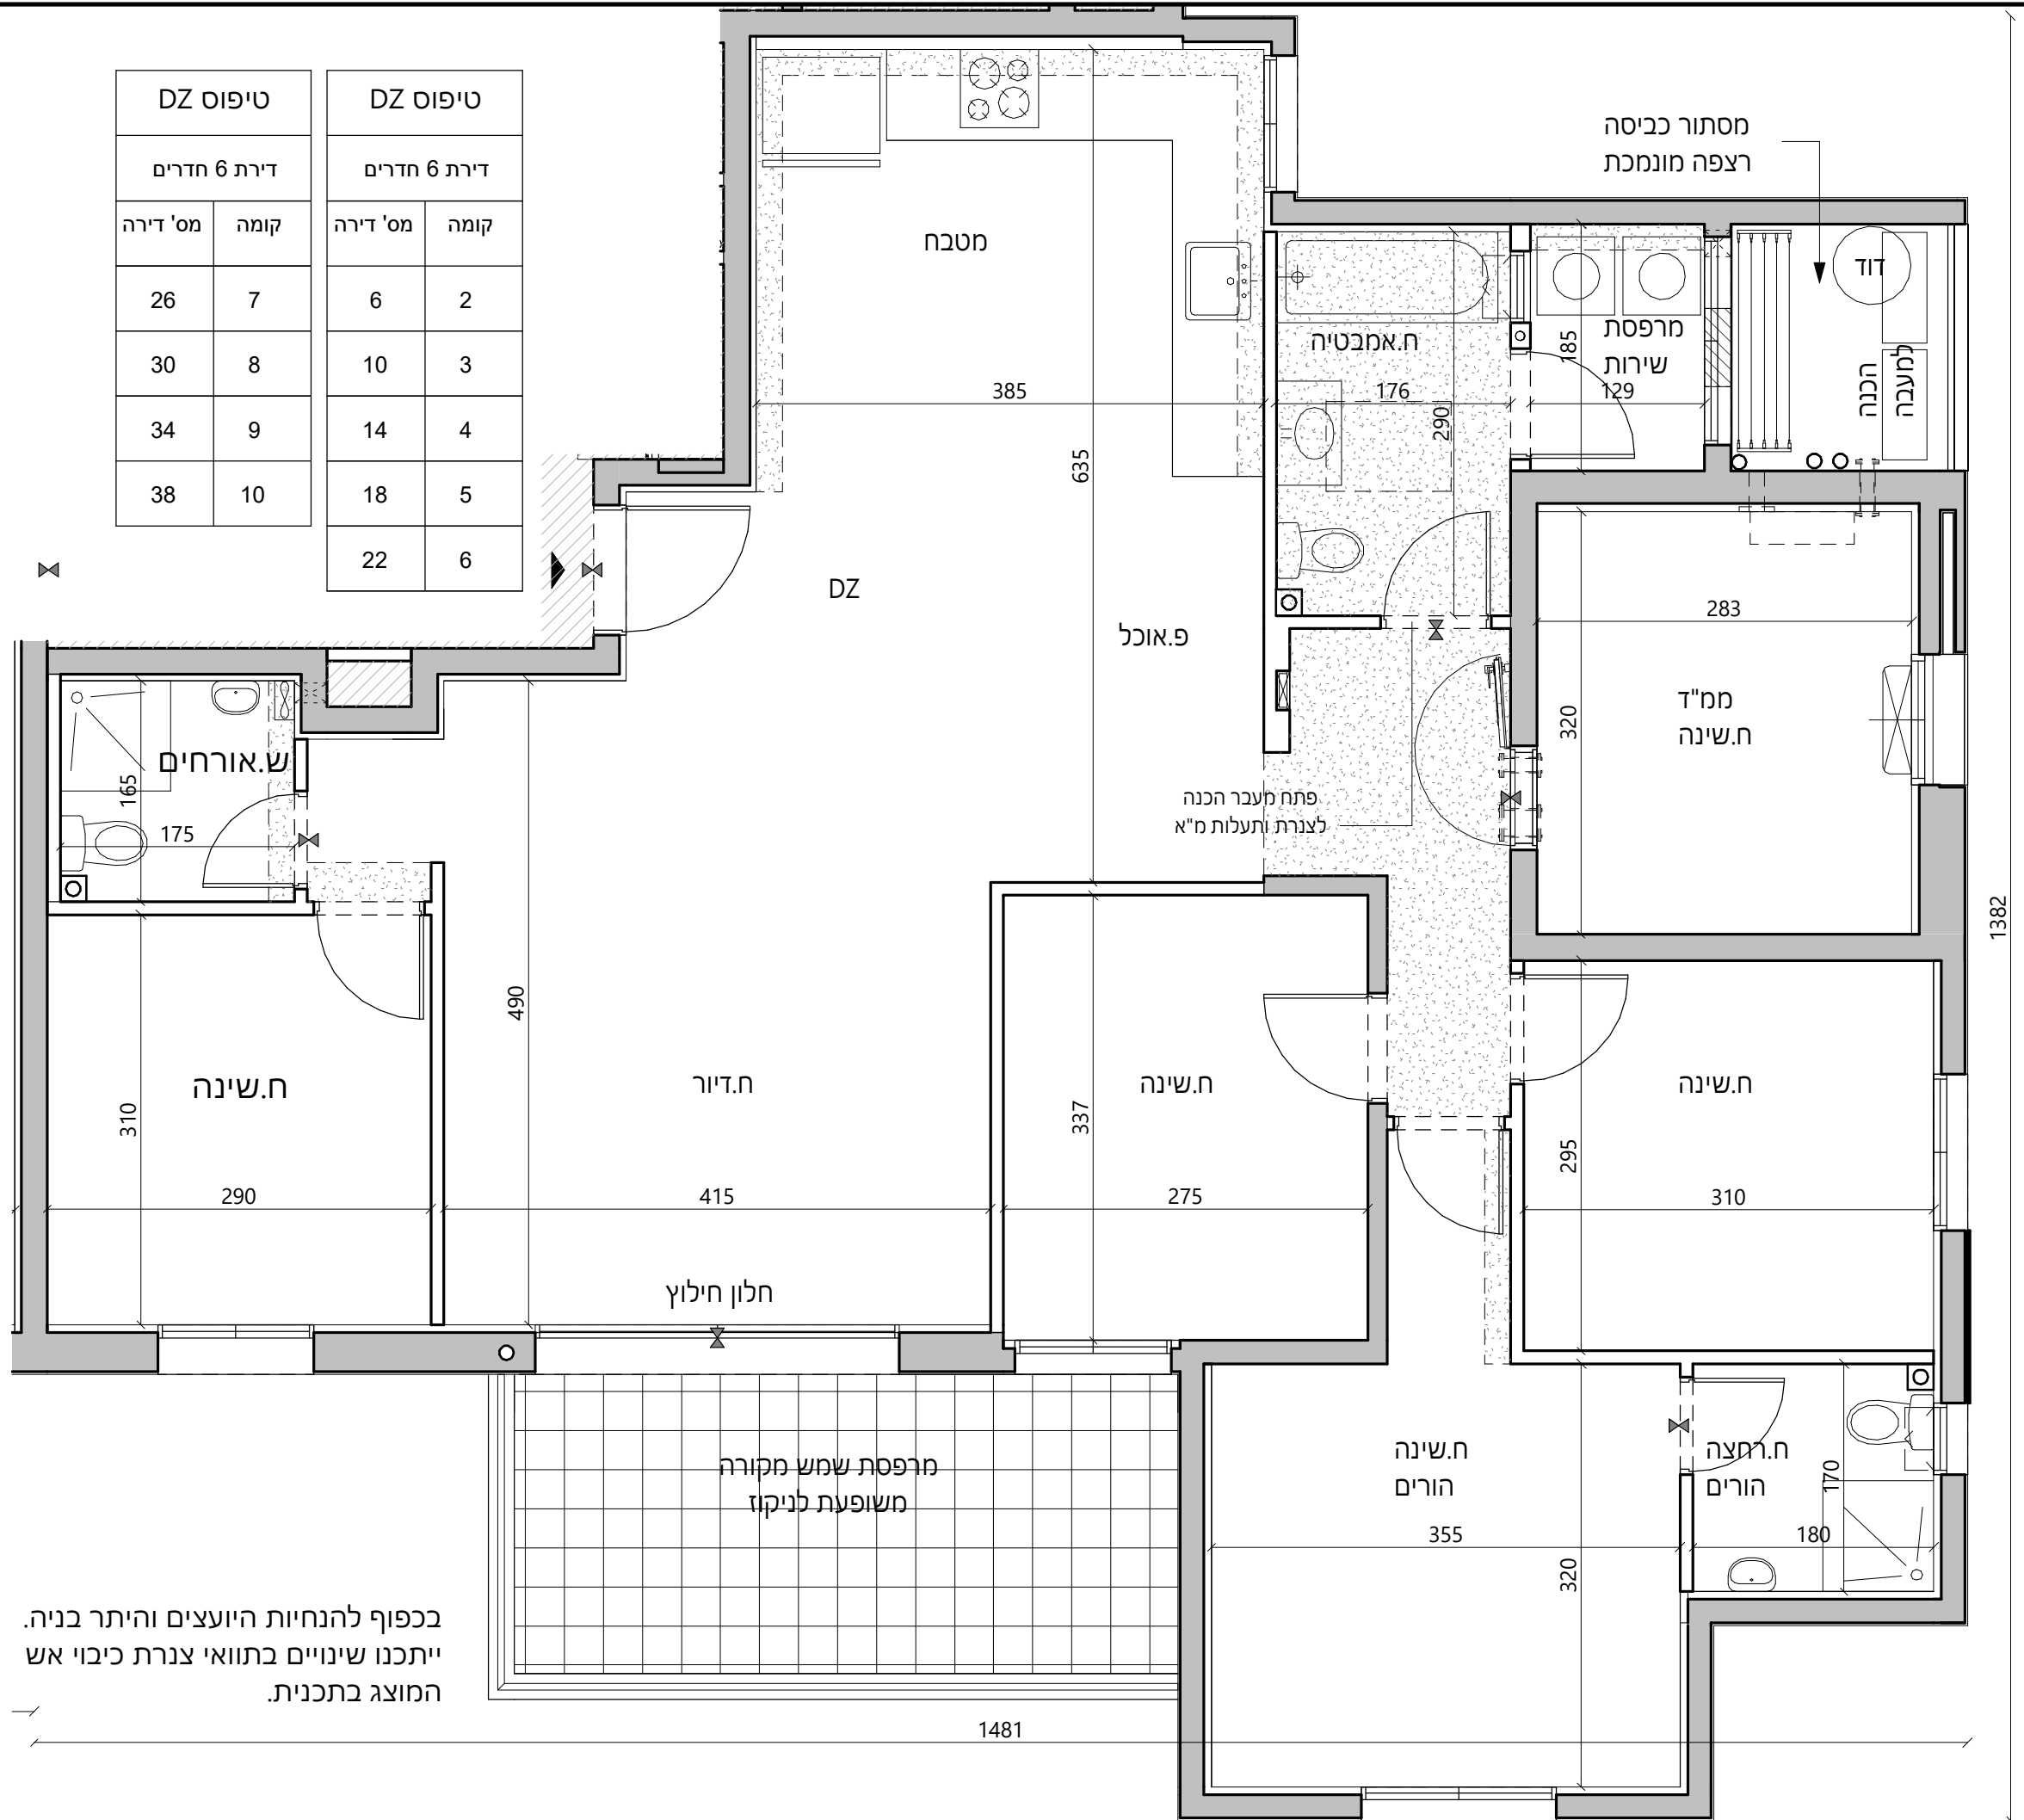 טיפוס DZ
דירת 6 חדרים
קומה מס' דירה
2 6
3 10
4 14
5 18
6 22
טיפוס DZ
דירת 6 חדרים
קומה מס' דירה
7 26
8 30
9 34
10 38
מסתור כביסה
רצפה מונמכת
מטבח
דוד
הכנה
למעבה
מרפסת
שירות
185
129
ח.אמבטיה
176
290
385
635
DZ
פ.אוכל
283
320
ממ"ד
ח.שינה
פתח מעבר הכנה
לצנרת ותעלות מ"א
ש.אורחים
165
175
1382
490
ח.שינה
310
290
ח.דיור
415
חלון חילוץ
ח.שינה
337
275
ח.שינה
295
310
מרפסת שמש מקורה
משופעת לניקוז
ח.שינה
הורים
355
320
ח.רחצה
הורים
170
180
בכפוף להנחיות היועצים והיתר בניה.
ייתכנו שינויים בתוואי צנרת כיבוי אש
המוצג בתכנית.
1481